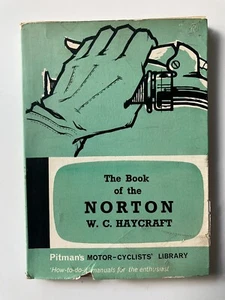 The Book
of the
NORTON
W. C. HAYCRAFT
Pitman's MOTOR-CYCLISTS' LIBRARY
'How-to-do-it' manuals for the enthusiast